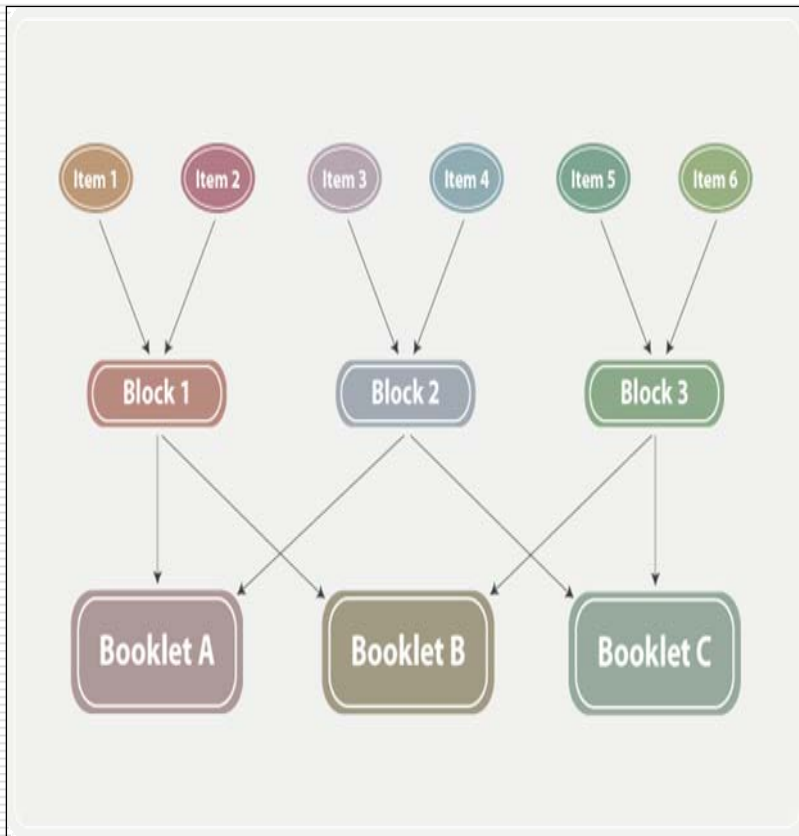 Item 1
Item 2
Item 3
Item 4
Item 5
Item 6
Block 1
Block 2
Block 3
Booklet A
Booklet B
Booklet C